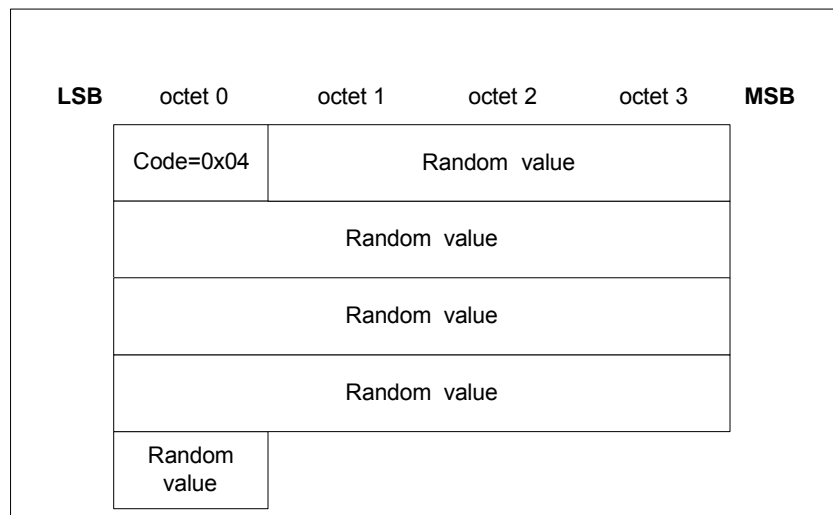 LSB octet 0 octet 1 octet 2 octet 3 MSB
Code=0x04 Random value
Random value
Random value
Random value
Random
value